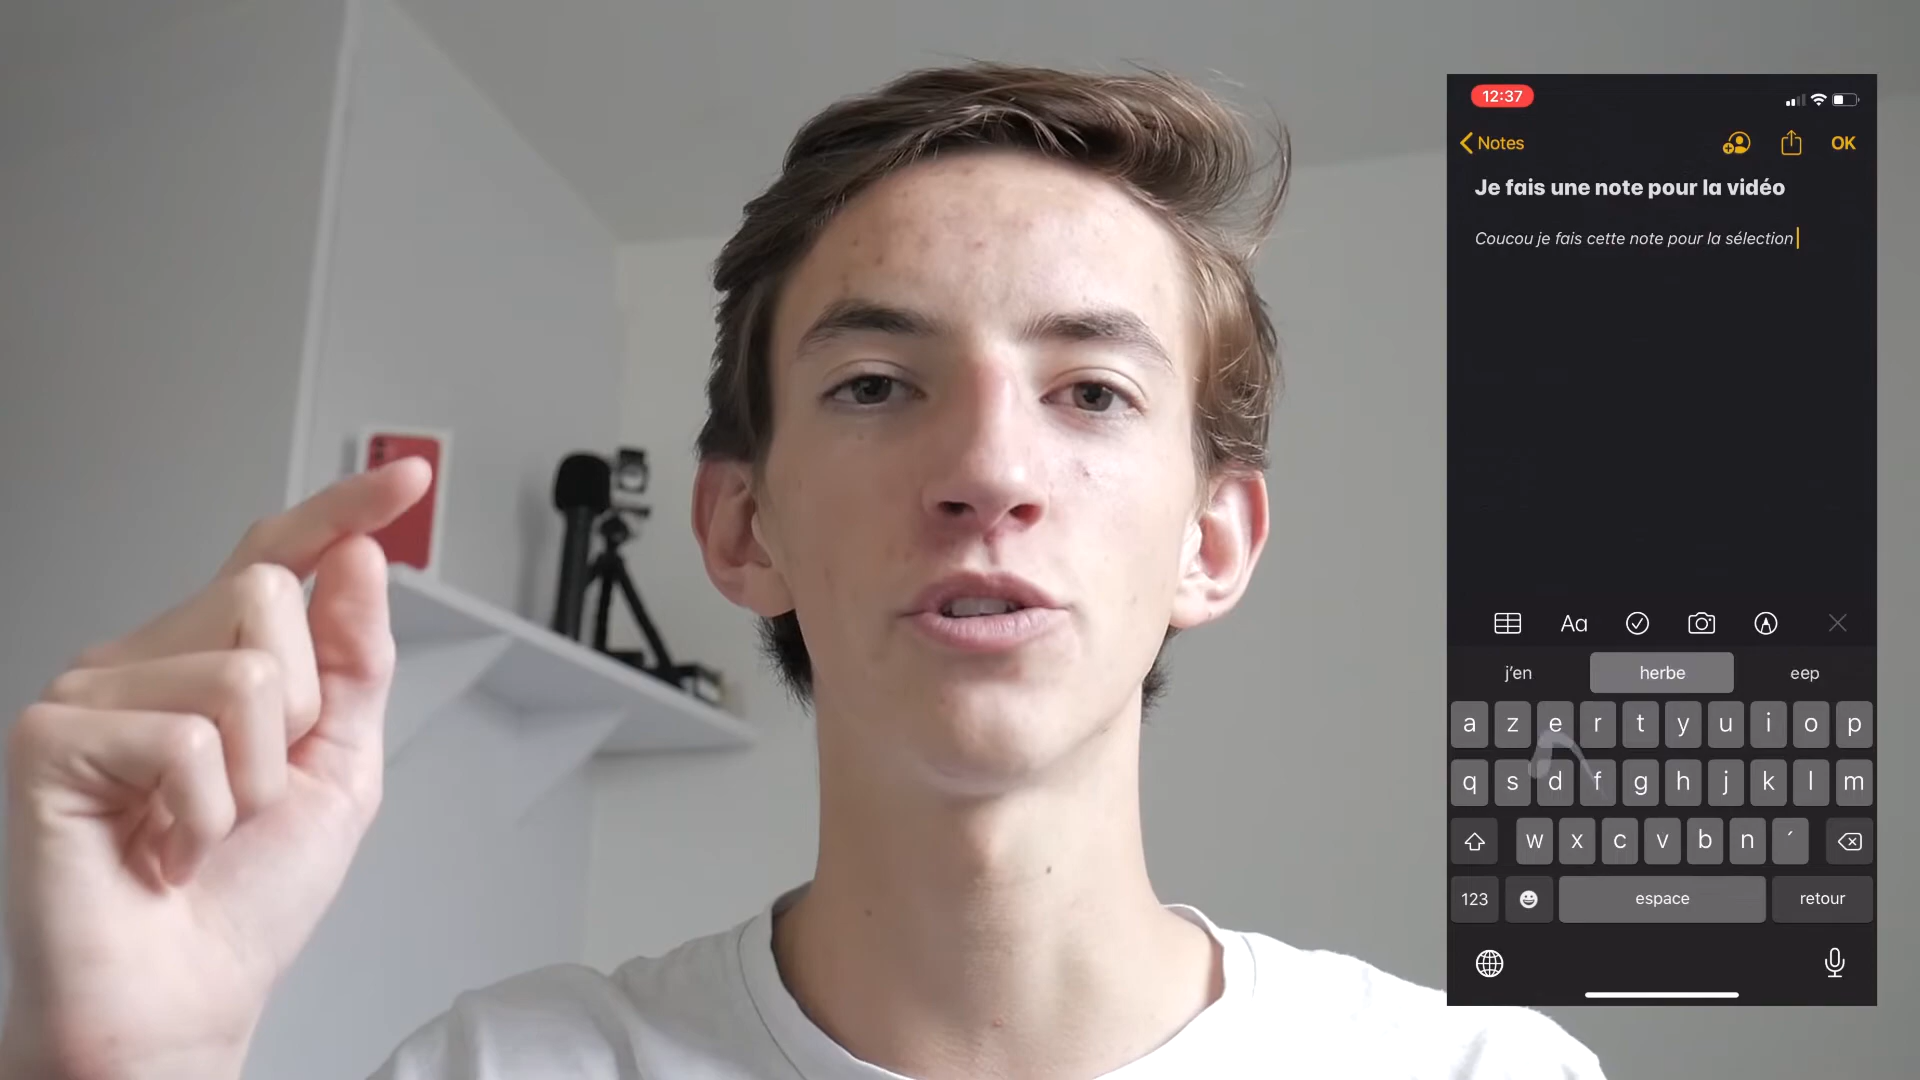 12:37
Notes
OK
Je fais une note pour la vidéo
Coucou je fais cette note pour la sélection
Aa
j'en herbe eep
a z e r t y u i o p
q s d f g h j k l m
w x c v b n ´
123 espace retour